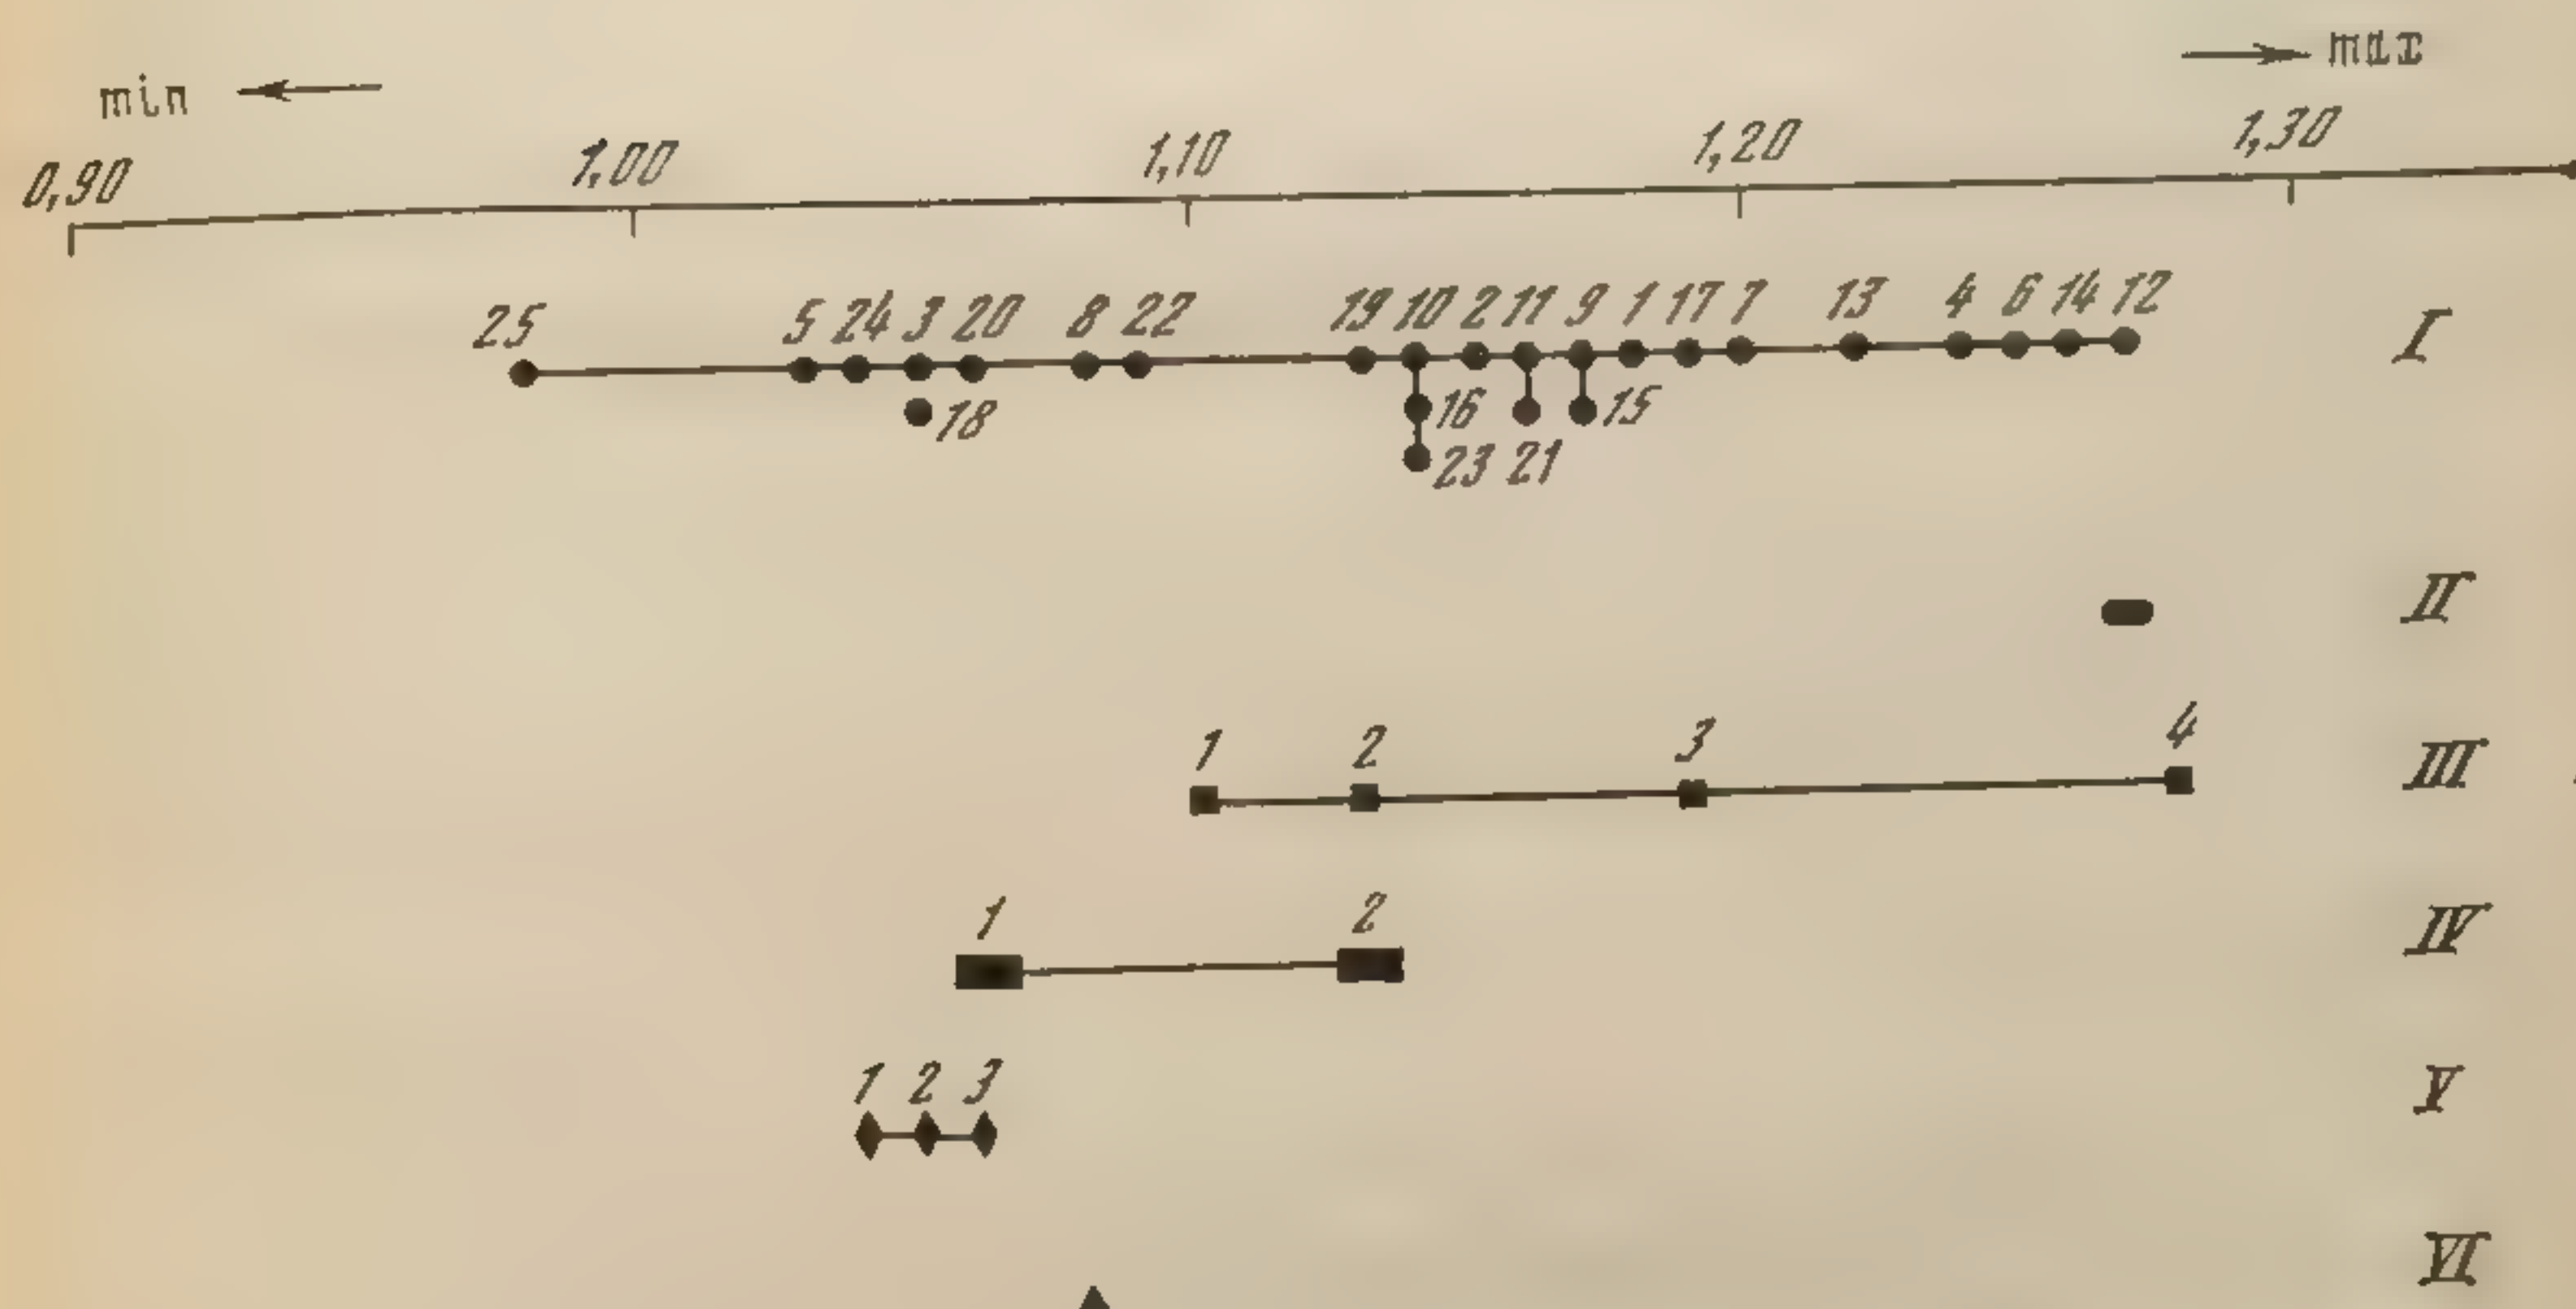 min max
0,90 1,00 1,10 1,20 1,30
25 5 24 3 20 8 22 19 10 2 11 9 1 17 7 13 4 6 14 12 I
18 16 15
23 21
II
1 2 3 4 III
1 2 IV
1 2 3 V
VI